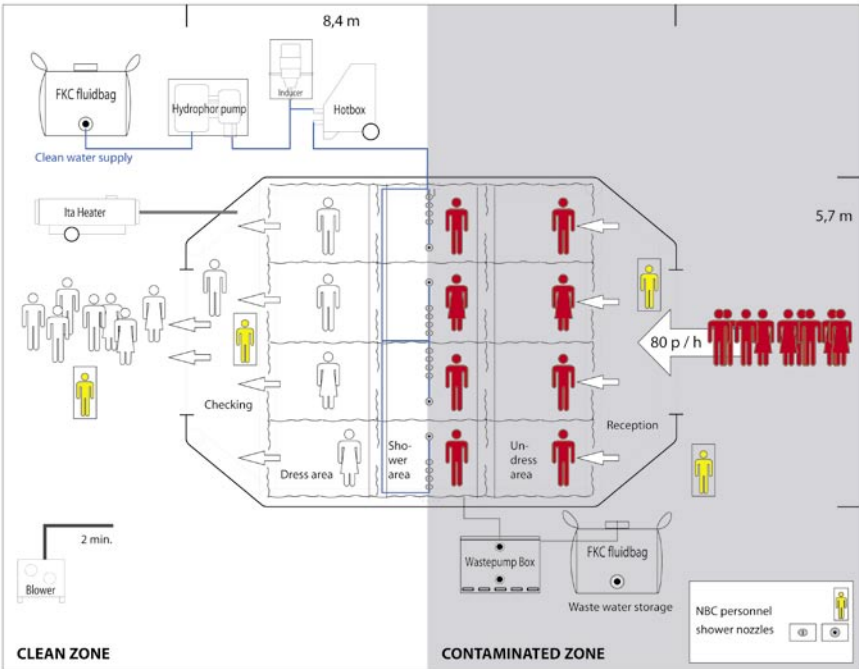 8,4 m
FKC fluidbag
Hydrophor pump
Inducer
Hotbox
Clean water supply
Ita Heater
5,7 m
80 p / h
Checking
Reception
Dress area
Sho-
wer
area
Un-
dress
area
2 min.
Blower
Wastepump Box
FKC fluidbag
Waste water storage
NBC personnel
shower nozzles
CLEAN ZONE
CONTAMINATED ZONE